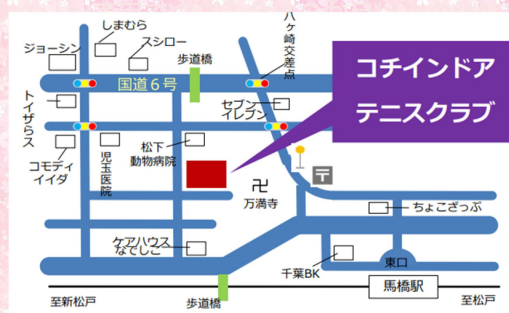 しまむら
ジョーシン
スシロー
歩道橋
八ヶ崎交差点
国道6号
コチインドア
テニスクラブ
トイザらス
セブン
イレブン
コモディ
イイダ
児玉医院
松下
動物病院
卍
万満寺
〒
ちょこざっぷ
ケアハウス
なでしこ
千葉BK
東口
馬橋駅
至新松戸
歩道橋
至松戸